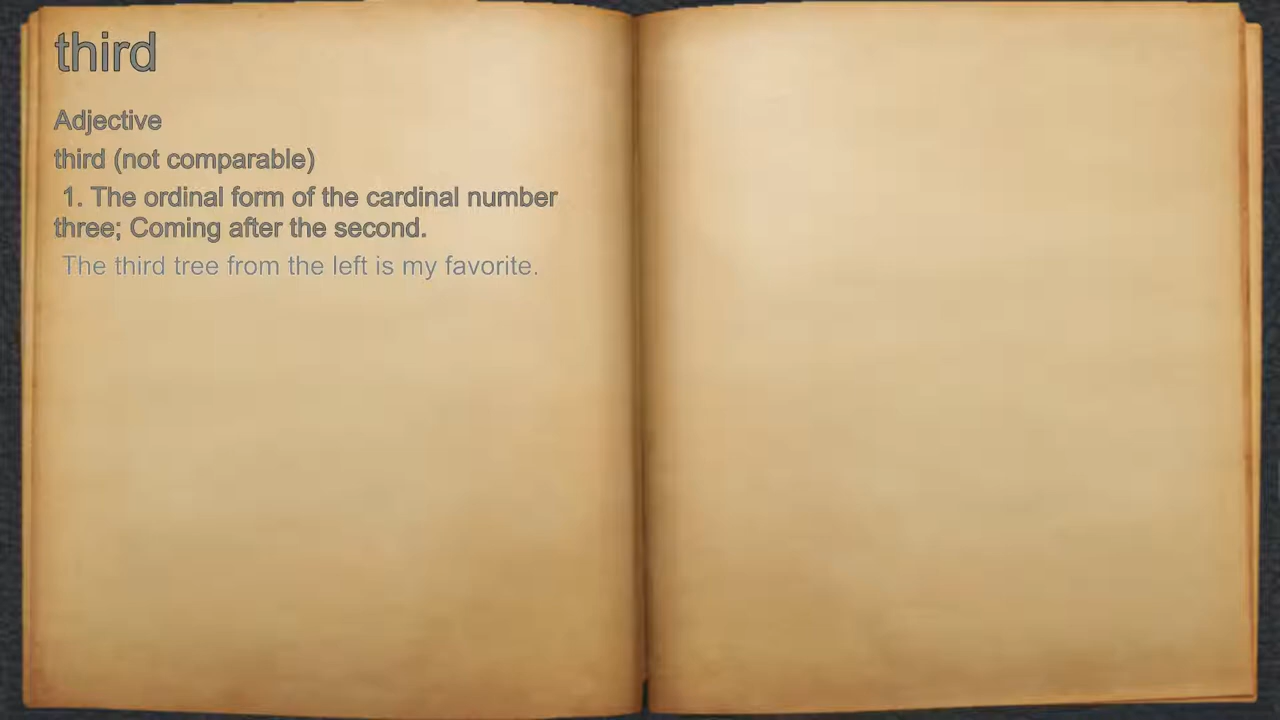 third
Adjective
third (not comparable)
1. The ordinal form of the cardinal number
three; Coming after the second.
The third tree from the left is my favorite.